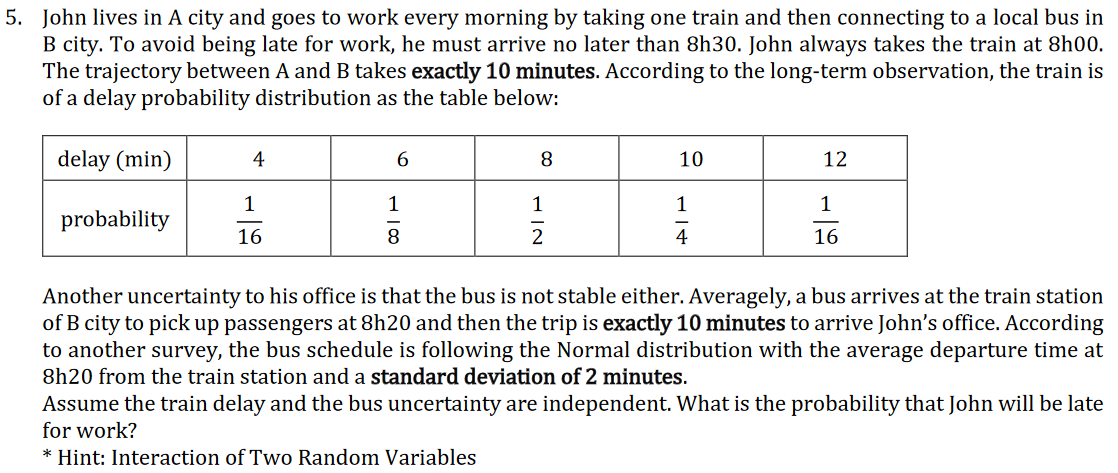 5. John lives in A city and goes to work every morning by taking one train and then connecting to a local bus in
B city. To avoid being late for work, he must arrive no later than 8h30. John always takes the train at 8h00.
The trajectory between A and B takes exactly 10 minutes. According to the long-term observation, the train is
of a delay probability distribution as the table below:
delay (min) 4 6 8 10 12
probability 1/16 1/8 1/2 1/4 1/16
Another uncertainty to his office is that the bus is not stable either. Averagely, a bus arrives at the train station
of B city to pick up passengers at 8h20 and then the trip is exactly 10 minutes to arrive John’s office. According
to another survey, the bus schedule is following the Normal distribution with the average departure time at
8h20 from the train station and a standard deviation of 2 minutes.
Assume the train delay and the bus uncertainty are independent. What is the probability that John will be late
for work?
* Hint: Interaction of Two Random Variables